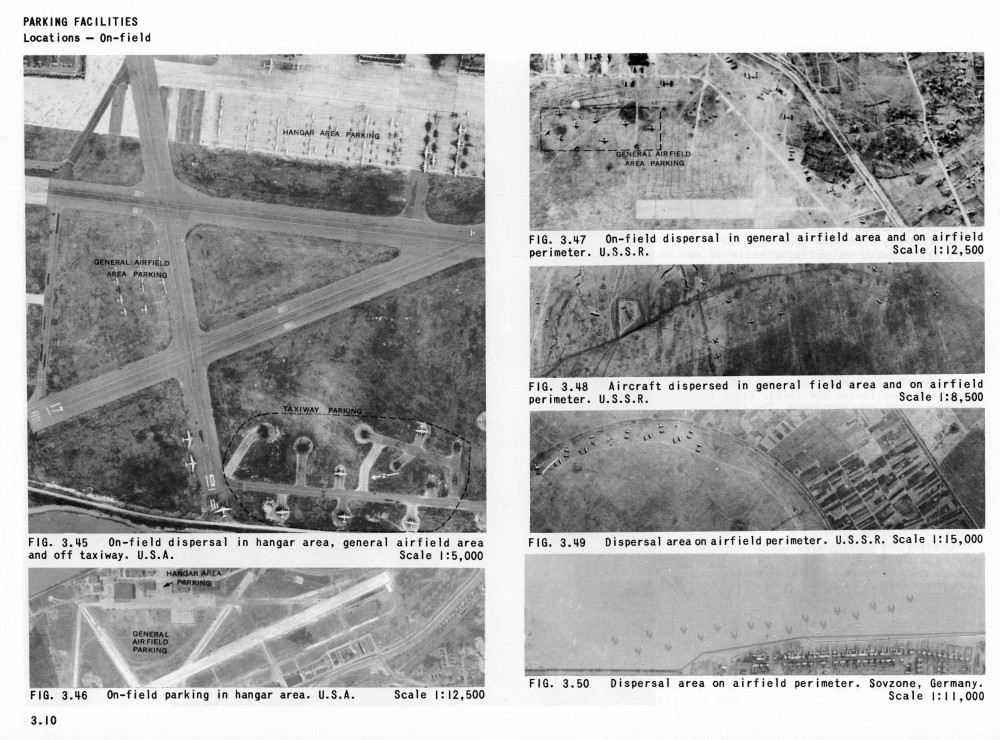 PARKING FACILITIES
Locations — On-field
HANGAR AREA PARKING
GENERAL AIRFIELD
AREA PARKING
17
TAXIWAY PARKING
10
FIG. 3.45 On-field dispersal in hangar area, general airfield area
and off taxiway. U.S.A. Scale 1:5,000
HANGAR AREA
PARKING
GENERAL
AIRFIELD
PARKING
FIG. 3.46 On-field parking in hangar area. U.S.A. Scale 1:12,500
GENERAL AIRFIELD
AREA PARKING
FIG. 3.47 On-field dispersal in general airfield area and on airfield
perimeter. U.S.S.R. Scale 1:12,500
FIG. 3.48 Aircraft dispersed in general field area and on airfield
perimeter. U.S.S.R. Scale 1:8,500
FIG. 3.49 Dispersal area on airfield perimeter. U.S.S.R. Scale 1:15,000
FIG. 3.50 Dispersal area on airfield perimeter. Sovzone, Germany.
Scale 1:11,000
3.10